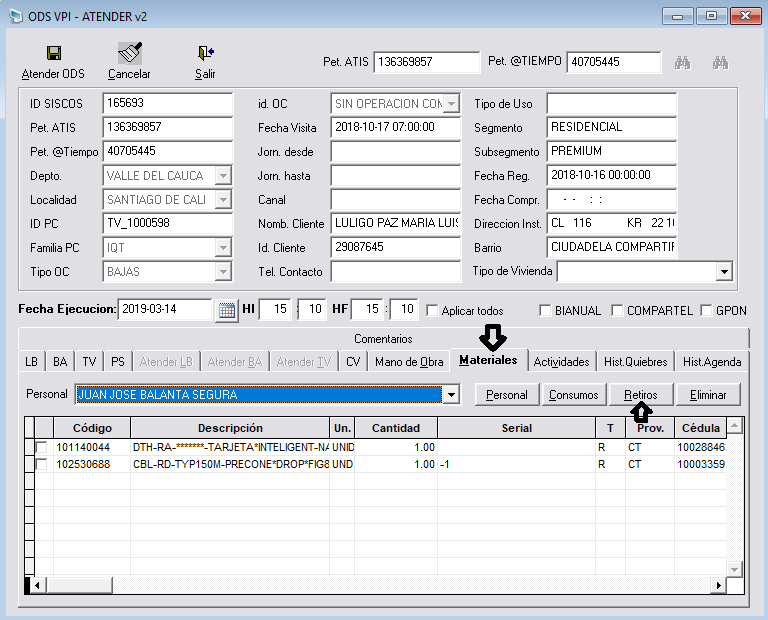 ODS VPI - ATENDER v2
Atender ODS Cancelar Salir Pet. ATIS 136369857 Pet. @TIEMPO 40705445
ID SISCOS 165693 id. OC SIN OPERACION COM Tipo de Uso
Pet. ATIS 136369857 Fecha Visita 2018-10-17 07:00:00 Segmento RESIDENCIAL
Pet. @Tiempo 40705445 Jorn. desde Subsegmento PREMIUM
Depto. VALLE DEL CAUCA Jorn. hasta Fecha Reg. 2018-10-16 00:00:00
Localidad SANTIAGO DE CALI Canal Fecha Compr. - - : :
ID PC TV_1000598 Nomb. Cliente LULIGO PAZ MARIA LUIS Direccion Inst. CL 116 KR 22 1
Familia PC IQT Id. Cliente 29087645 Barrio CIUDADELA COMPARTIF
Tipo OC BAJAS Tel. Contacto Tipo de Vivienda
Fecha Ejecucion: 2019-03-14 HI 15 : 10 HF 15 : 10 Aplicar todos BIANUAL COMPARTEL GPON
Comentarios
LB BA TV PS Atender LB Atender BA Atender TV CV Mano de Obra Materiales Actividades Hist.Quiebres Hist.Agenda
Personal JUAN JOSE BALANTA SEGURA Personal Consumos Retiros Eliminar
Código Descripción Un. Cantidad Serial T Prov. Cédula
101140044 DTH-RA-*******-TARJETA*INTELIGENT-NA UNID 1.00 R CT 10028846
102530688 CBL-RD-TYP150M-PRECONE*DROP*FIG8 UND 1.00 -1 R CT 10003359